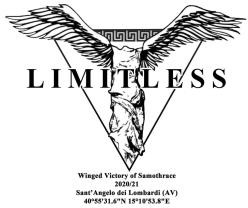 LIMITLESS
Winged Victory of Samothrace
2020/21
Sant'Angelo dei Lombardi (AV)
40°55'31.6"N 15°10'53.8"E